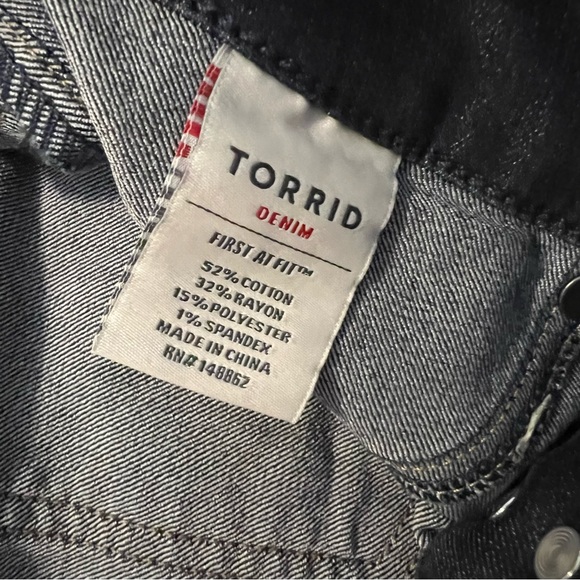 TORRID
DENIM
FIRST AT FIT™
52% COTTON
32% RAYON
15% POLYESTER
1% SPANDEX
MADE IN CHINA
RN# 148862